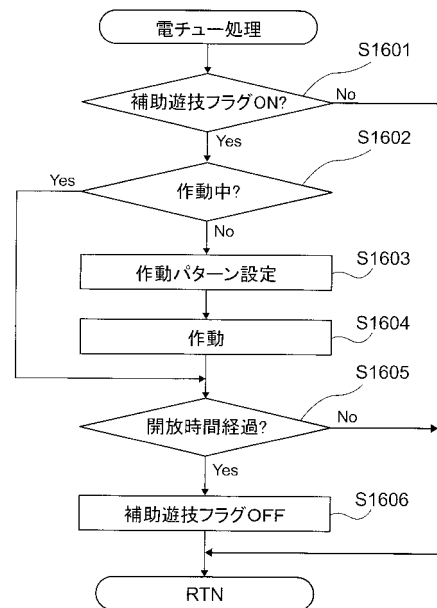 電チュー処理
S1601
補助遊技フラグON?
No
Yes
S1602
Yes
作動中?
No
S1603
作動パターン設定
S1604
作動
S1605
開放時間経過?
No
Yes
S1606
補助遊技フラグOFF
RTN